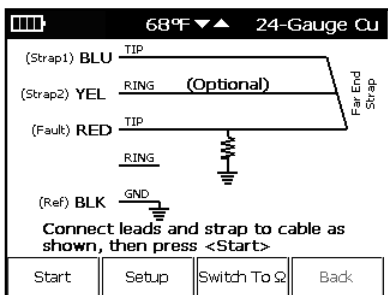 68°F ▼▲ 24-Gauge Cu
(Strap1) BLU TIP
(Strap2) YEL RING (Optional)
(Fault) RED TIP
RING
(Ref) BLK GND
Far End
Strap
Connect leads and strap to cable as
shown, then press <Start>
Start Setup Switch To Ω Back